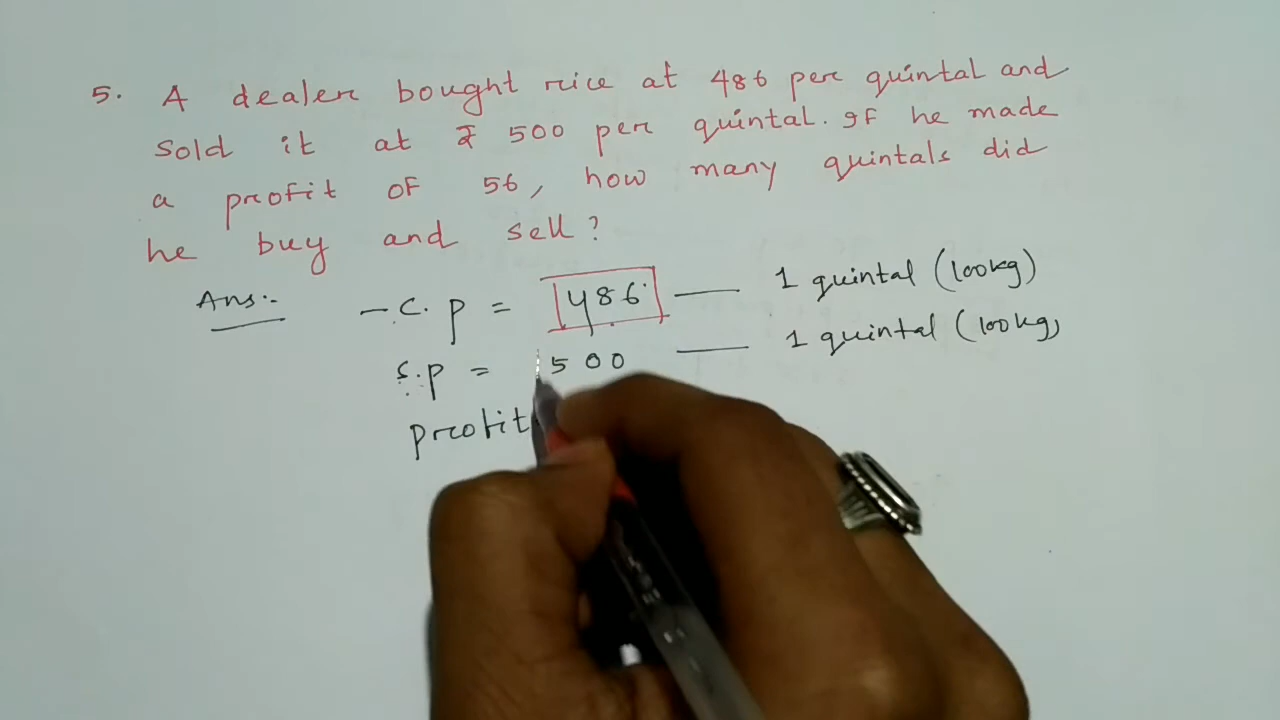 5. A dealer bought rice at 486 per quintal and
sold it at ₹ 500 per quintal. If he made
a profit of 56, how many quintals did
he buy and sell?
Ans:- - C.P = 486 — 1 quintal (100kg)
S.P = 500 — 1 quintal (100kg)
profit